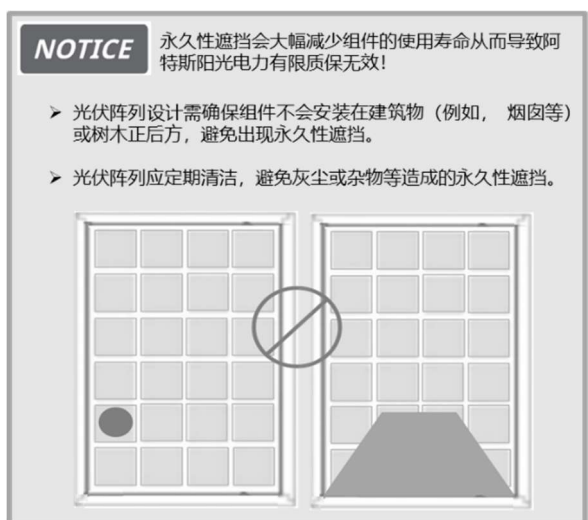 NOTICE
永久性遮挡会大幅减少组件的使用寿命从而导致阿
特斯阳光电力有限质保无效！
➢ 光伏阵列设计需确保组件不会安装在建筑物（例如， 烟囱等）
或树木正后方，避免出现永久性遮挡。
➢ 光伏阵列应定期清洁，避免灰尘或杂物等造成的永久性遮挡。